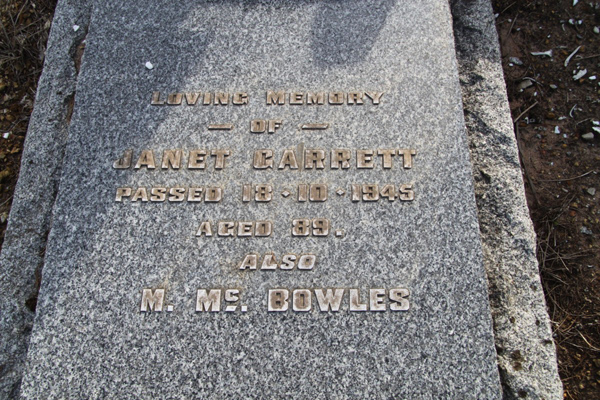 LOVING MEMORY
— OF —
JANET GARRETT
PASSED 18·10·1945
AGED 89.
ALSO
M. Mc. BOWLES